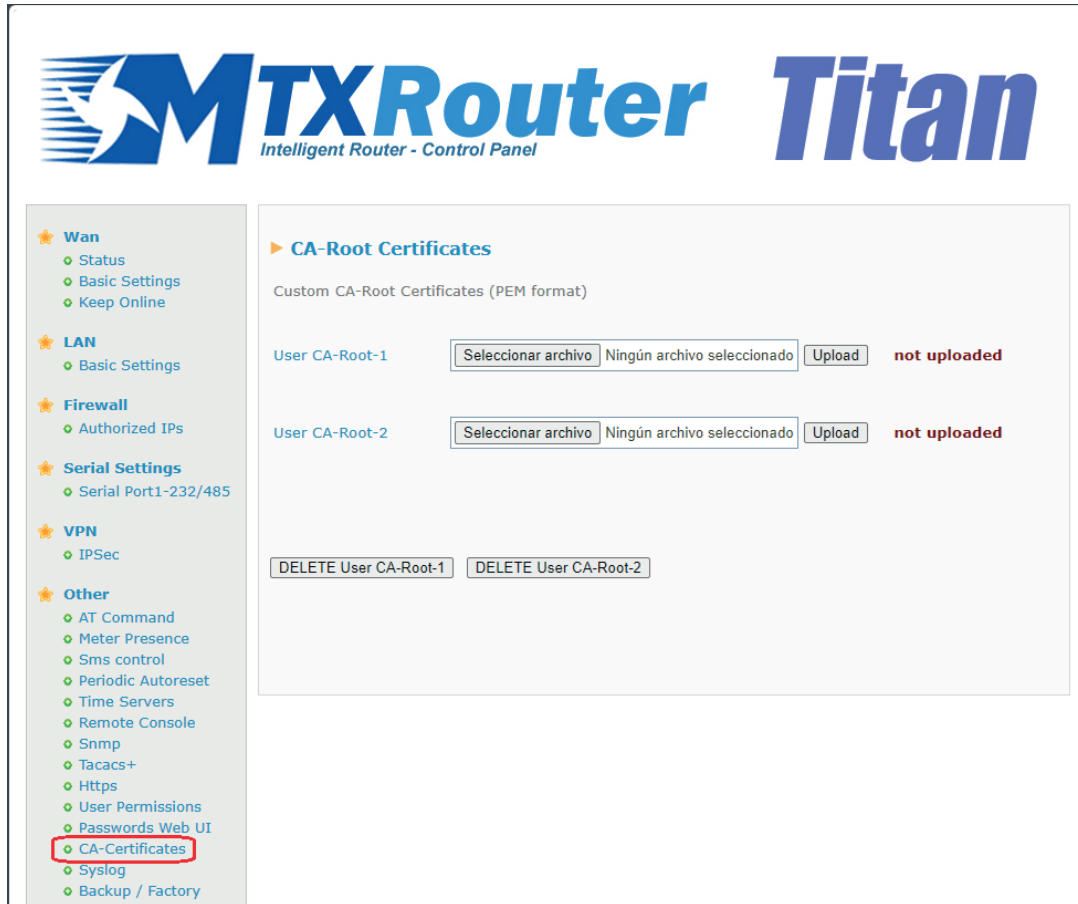 MTXRouter Titan
Intelligent Router - Control Panel
Wan
Status
Basic Settings
Keep Online
LAN
Basic Settings
Firewall
Authorized IPs
Serial Settings
Serial Port1-232/485
VPN
IPSec
Other
AT Command
Meter Presence
Sms control
Periodic Autoreset
Time Servers
Remote Console
Snmp
Tacacs+
Https
User Permissions
Passwords Web UI
CA-Certificates
Syslog
Backup / Factory
CA-Root Certificates
Custom CA-Root Certificates (PEM format)
User CA-Root-1 Seleccionar archivo Ningún archivo seleccionado Upload not uploaded
User CA-Root-2 Seleccionar archivo Ningún archivo seleccionado Upload not uploaded
DELETE User CA-Root-1 DELETE User CA-Root-2